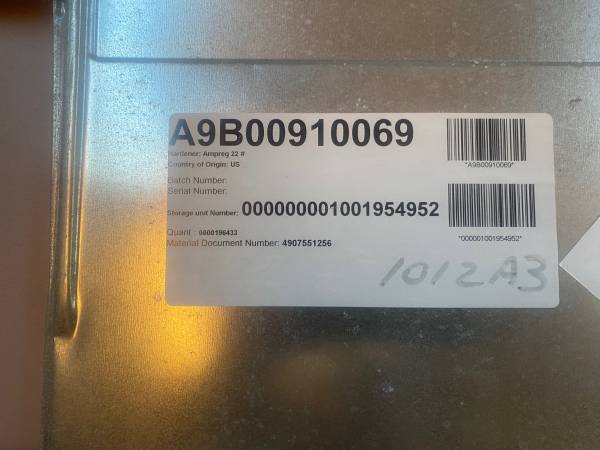 A9B00910069
*A9B00910069*
Hardener: Ampreg 22 #
Country of Origin: US
Batch Number:
Serial Number:
Storage unit Number: 000000001001954952
*000001001954952*
Quant : 0000196433
Material Document Number: 4907551256
1012A3